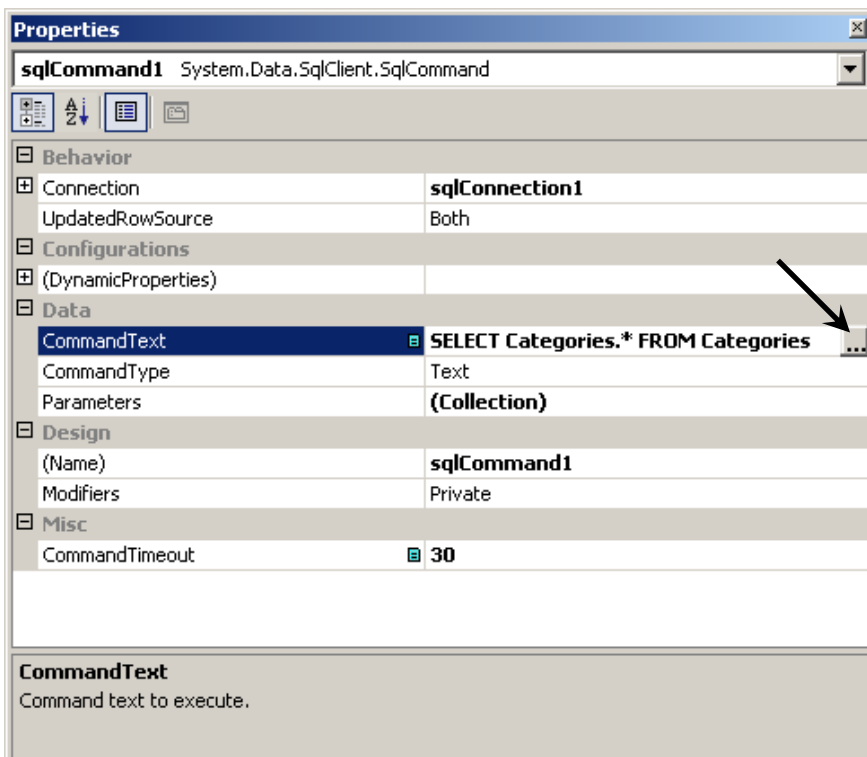 Properties
sqlCommand1 System.Data.SqlClient.SqlCommand
Behavior
Connection sqlConnection1
UpdatedRowSource Both
Configurations
(DynamicProperties)
Data
CommandText SELECT Categories.* FROM Categories ...
CommandType Text
Parameters (Collection)
Design
(Name) sqlCommand1
Modifiers Private
Misc
CommandTimeout 30
CommandText
Command text to execute.